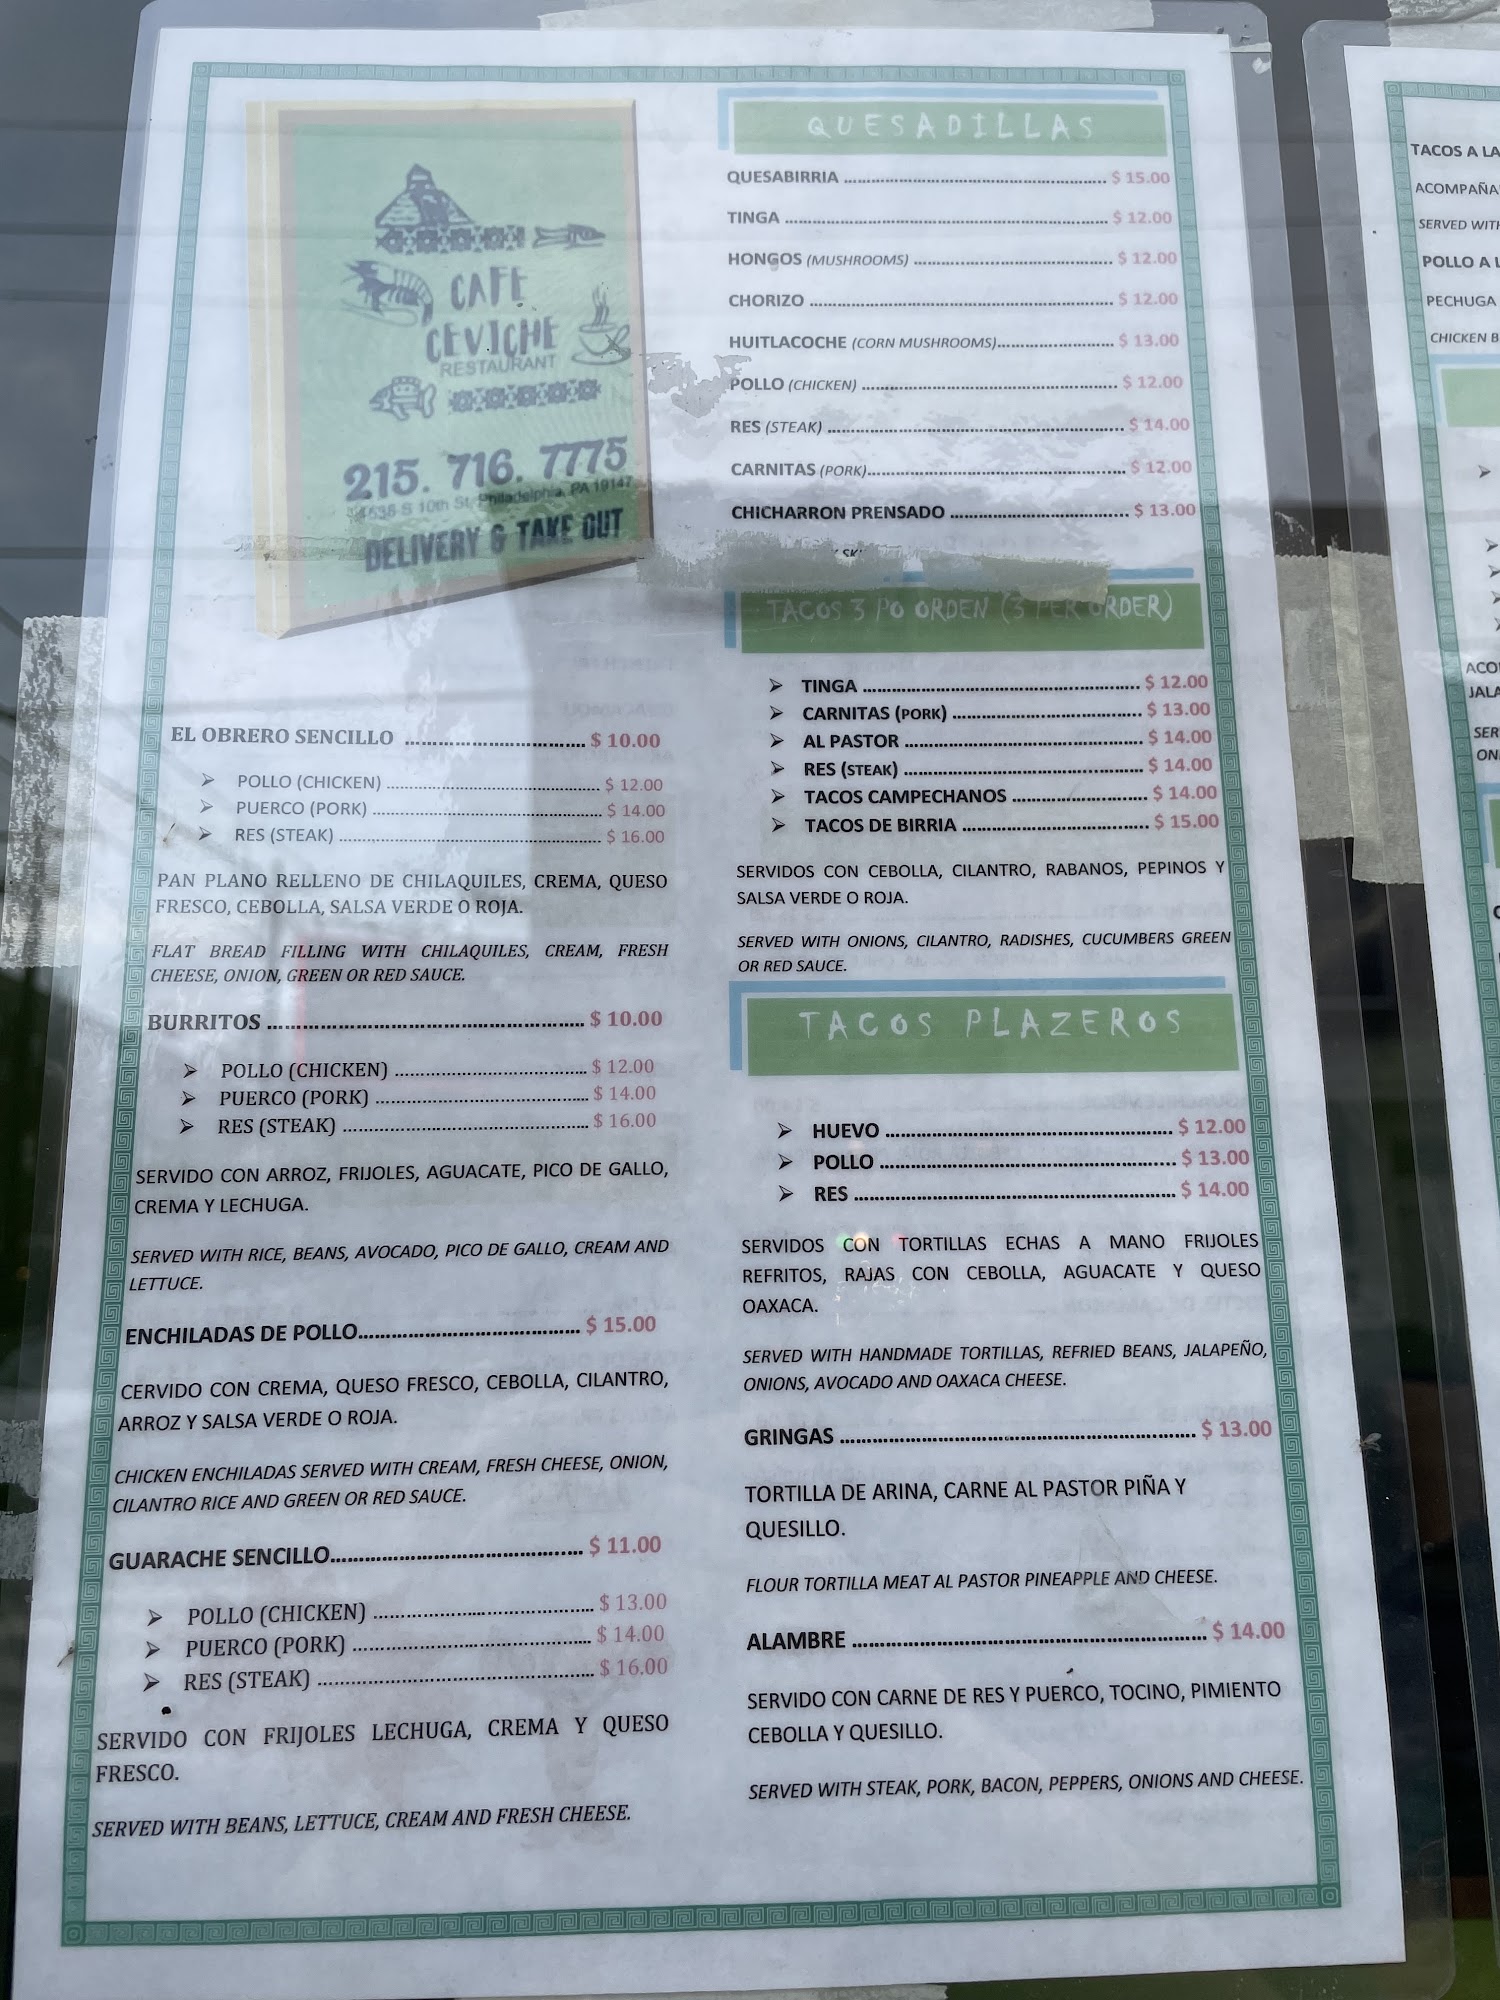 CAFE
CEVICHE
RESTAURANT
215. 716. 7775
1538 S 10th St, Philadelphia, PA 19147
DELIVERY & TAKE OUT
EL OBRERO SENCILLO ................................ $ 10.00
➢ POLLO (CHICKEN) ........................................... $ 12.00
➢ PUERCO (PORK) .............................................. $ 14.00
➢ RES (STEAK) .................................................... $ 16.00
PAN PLANO RELLENO DE CHILAQUILES, CREMA, QUESO
FRESCO, CEBOLLA, SALSA VERDE O ROJA.
FLAT BREAD FILLING WITH CHILAQUILES, CREAM, FRESH
CHEESE, ONION, GREEN OR RED SAUCE.
BURRITOS ........................................................ $ 10.00
➢ POLLO (CHICKEN) ..................................... $ 12.00
➢ PUERCO (PORK) ......................................... $ 14.00
➢ RES (STEAK) ............................................... $ 16.00
SERVIDO CON ARROZ, FRIJOLES, AGUACATE, PICO DE GALLO,
CREMA Y LECHUGA.
SERVED WITH RICE, BEANS, AVOCADO, PICO DE GALLO, CREAM AND
LETTUCE.
ENCHILADAS DE POLLO....................................... $ 15.00
CERVIDO CON CREMA, QUESO FRESCO, CEBOLLA, CILANTRO,
ARROZ Y SALSA VERDE O ROJA.
CHICKEN ENCHILADAS SERVED WITH CREAM, FRESH CHEESE, ONION,
CILANTRO RICE AND GREEN OR RED SAUCE.
GUARACHE SENCILLO............................................ $ 11.00
➢ POLLO (CHICKEN) ........................................ $ 13.00
➢ PUERCO (PORK) ............................................ $ 14.00
➢ RES (STEAK) .................................................. $ 16.00
SERVIDO CON FRIJOLES LECHUGA, CREMA Y QUESO
FRESCO.
SERVED WITH BEANS, LETTUCE, CREAM AND FRESH CHEESE.
QUESADILLAS
QUESABIRRIA ........................................................ $ 15.00
TINGA .................................................................... $ 12.00
HONGOS (MUSHROOMS) ......................................... $ 12.00
CHORIZO ............................................................... $ 12.00
HUITLACOCHE (CORN MUSHROOMS)........................ $ 13.00
POLLO (CHICKEN) .................................................... $ 12.00
RES (STEAK) ............................................................ $ 14.00
CARNITAS (PORK)..................................................... $ 12.00
CHICHARRON PRENSADO ..................................... $ 13.00
TACOS 3 PO ORDEN (3 PER ORDER)
➢ TINGA ......................................................... $ 12.00
➢ CARNITAS (PORK) ........................................ $ 13.00
➢ AL PASTOR .................................................. $ 14.00
➢ RES (STEAK) ................................................. $ 14.00
➢ TACOS CAMPECHANOS ............................. $ 14.00
➢ TACOS DE BIRRIA ....................................... $ 15.00
SERVIDOS CON CEBOLLA, CILANTRO, RABANOS, PEPINOS Y
SALSA VERDE O ROJA.
SERVED WITH ONIONS, CILANTRO, RADISHES, CUCUMBERS GREEN
OR RED SAUCE.
TACOS PLAZEROS
➢ HUEVO ........................................................ $ 12.00
➢ POLLO ......................................................... $ 13.00
➢ RES .............................................................. $ 14.00
SERVIDOS CON TORTILLAS ECHAS A MANO FRIJOLES
REFRITOS, RAJAS CON CEBOLLA, AGUACATE Y QUESO
OAXACA.
SERVED WITH HANDMADE TORTILLAS, REFRIED BEANS, JALAPEÑO,
ONIONS, AVOCADO AND OAXACA CHEESE.
GRINGAS ............................................................. $ 13.00
TORTILLA DE ARINA, CARNE AL PASTOR PIÑA Y
QUESILLO.
FLOUR TORTILLA MEAT AL PASTOR PINEAPPLE AND CHEESE.
ALAMBRE ............................................................. $ 14.00
SERVIDO CON CARNE DE RES Y PUERCO, TOCINO, PIMIENTO
CEBOLLA Y QUESILLO.
SERVED WITH STEAK, PORK, BACON, PEPPERS, ONIONS AND CHEESE.
TACOS A LA
SERVED WITH
POLLO A
PECHUGA
CHICKEN